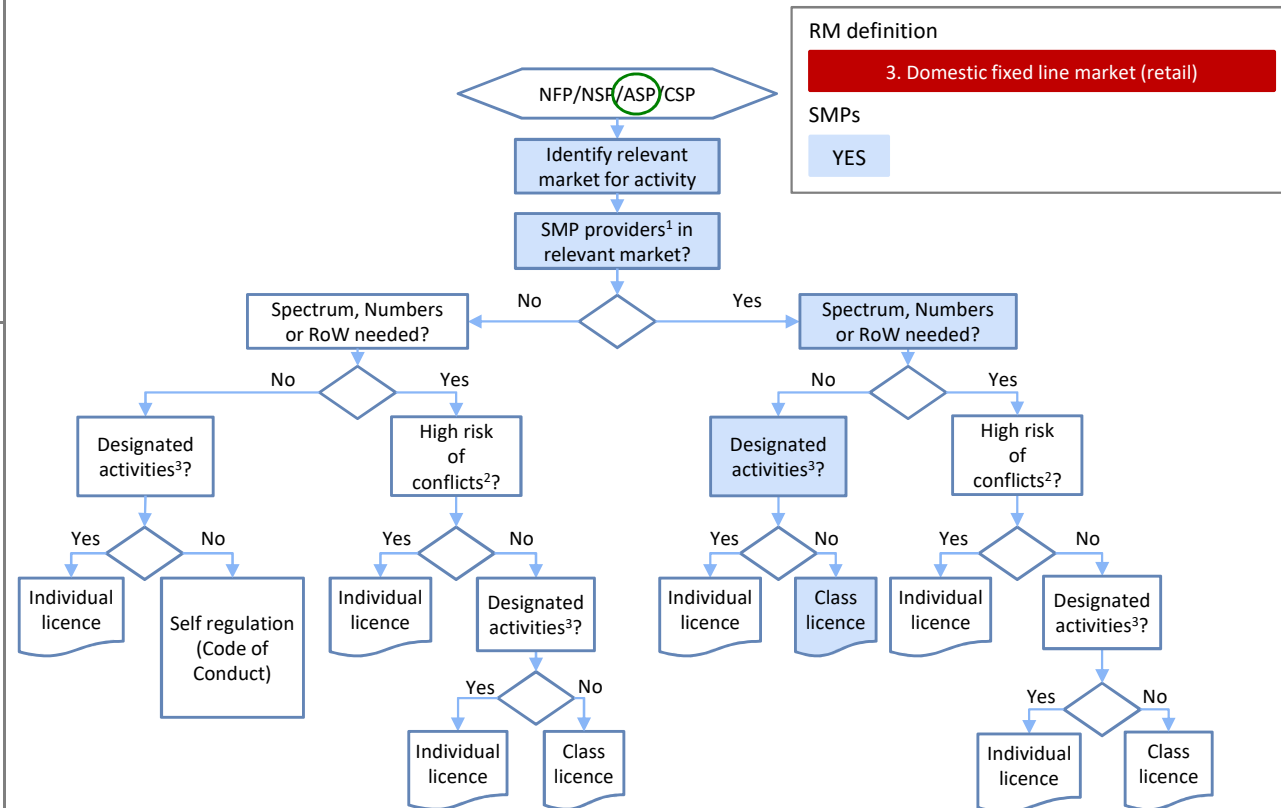 RM definition
3. Domestic fixed line market (retail)
SMPs
YES
NFP/NSP/ASP/CSP
Identify relevant
market for activity
SMP providers¹ in
relevant market?
No
Yes
Spectrum, Numbers
or RoW needed?
Spectrum, Numbers
or RoW needed?
No
Yes
No
Yes
Designated
activities³?
High risk
of
conflicts²?
Designated
activities³?
High risk
of
conflicts²?
Yes
No
Yes
No
Yes
No
Yes
No
Individual
licence
Self regulation
(Code of
Conduct)
Individual
licence
Designated
activities³?
Individual
licence
Class
licence
Individual
licence
Designated
activities³?
Yes
No
Yes
No
Individual
licence
Class
licence
Individual
licence
Class
licence